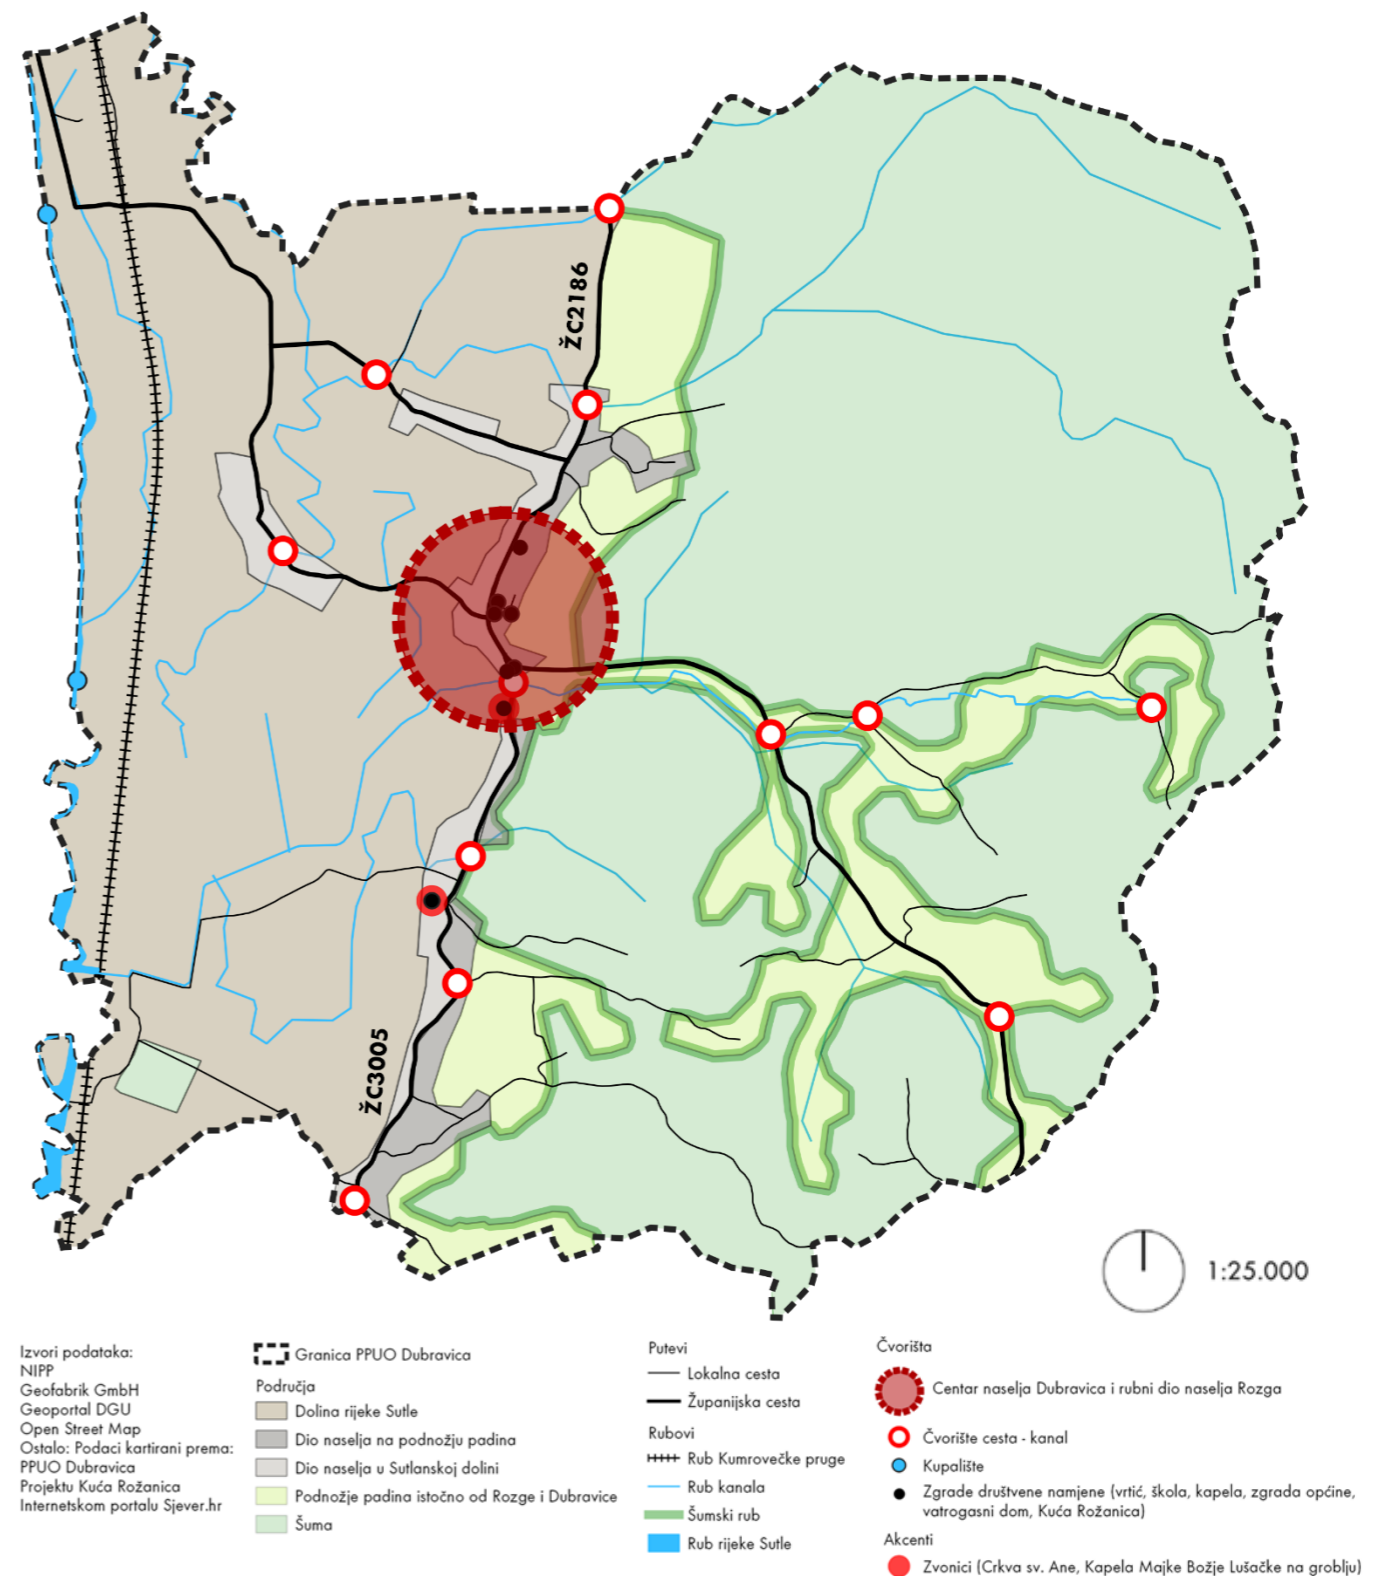 ŽC2186
ŽC3005
1:25.000
Izvori podataka:
NIPP
Geofabrik GmbH
Geoportal DGU
Open Street Map
Ostalo: Podaci kartirani prema:
PPUO Dubravica
Projektu Kuća Rožanica
Internetskom portalu Sjever.hr
Granica PPUO Dubravica
Područja
Dolina rijeke Sutle
Dio naselja na podnožju padina
Dio naselja u Sutlanskoj dolini
Podnožje padina istočno od Rozge i Dubravice
Šuma
Putevi
Lokalna cesta
Županijska cesta
Rubovi
Rub Kumrovečke pruge
Rub kanala
Šumski rub
Rub rijeke Sutle
Čvorišta
Centar naselja Dubravica i rubni dio naselja Rozga
Čvorište cesta - kanal
Kupalište
Zgrade društvene namjene (vrtić, škola, kapela, zgrada općine,
vatrogasni dom, Kuća Rožanica)
Akcenti
Zvonici (Crkva sv. Ane, Kapela Majke Božje Lušačke na groblju)